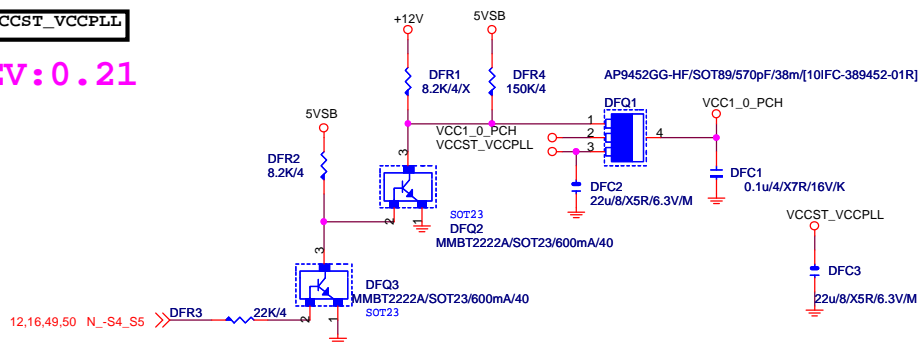 CCST_VCCPLL
EV:0.21
+12V
5VSB
DFR1
8.2K/4/X
DFR4
150K/4
AP9452GG-HF/SOT89/570pF/38m/[10IFC-389452-01R]
DFQ1
VCC1_0_PCH
5VSB
1
VCC1_0_PCH
2
4
VCCST_VCCPLL
3
DFR2
8.2K/4
3
DFC1
0.1u/4/X7R/16V/K
DFC2
22u/8/X5R/6.3V/M
2
1
SOT23
DFQ2
MMBT2222A/SOT23/600mA/40
VCCST_VCCPLL
3
DFC3
22u/8/X5R/6.3V/M
DFQ3
MMBT2222A/SOT23/600mA/40
SOT23
12,16,49,50 N_-S4_S5
DFR3
22K/4
2
1